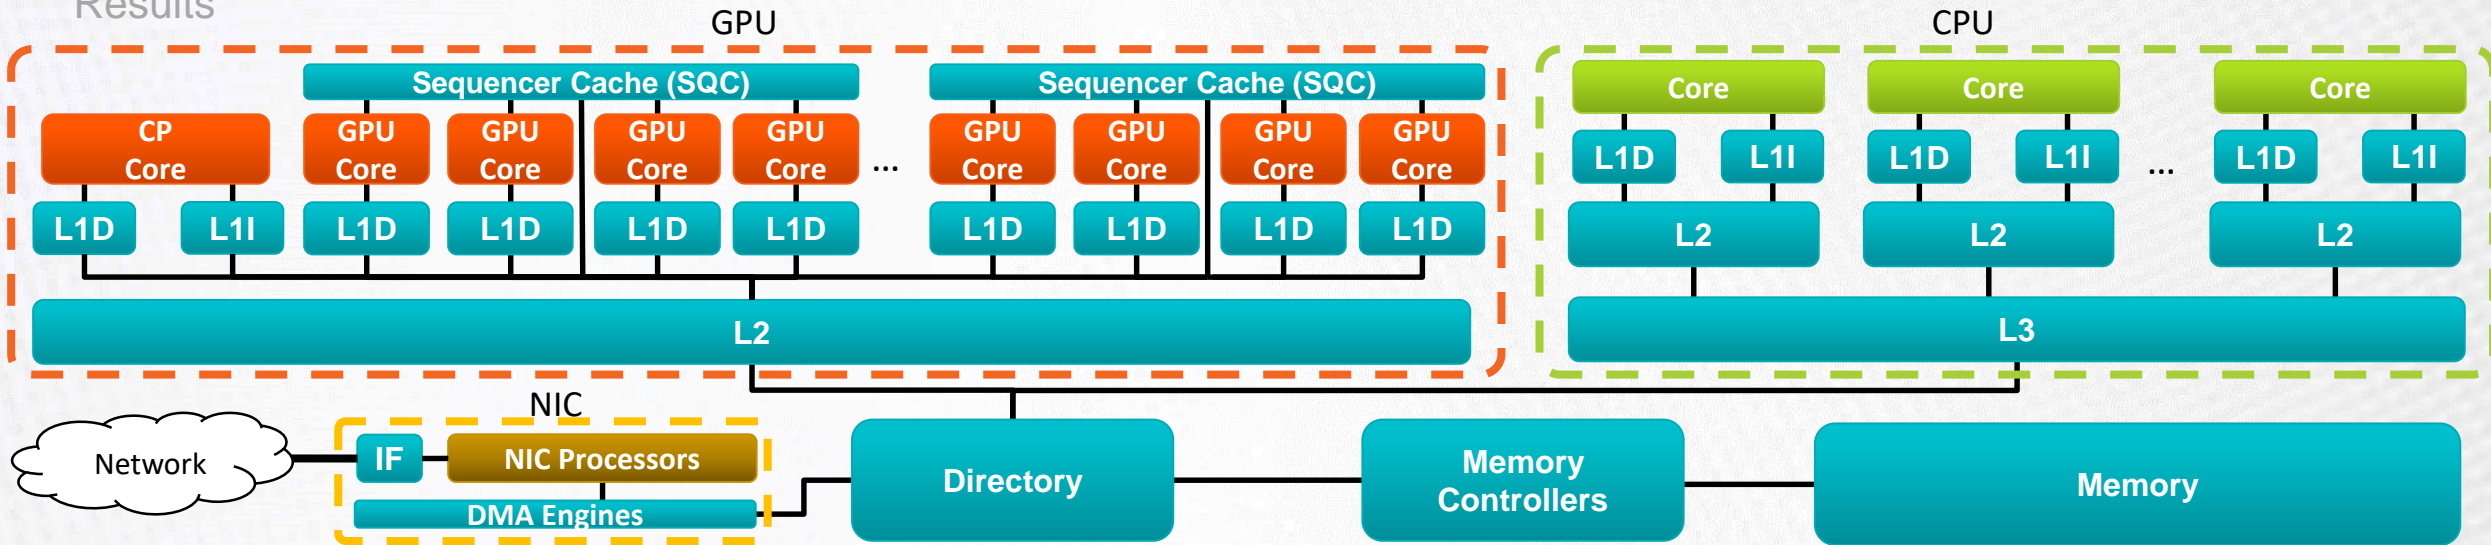 Results
GPU
CPU
Sequencer Cache (SQC)
Sequencer Cache (SQC)
Core
Core
Core
CP
Core
GPU
Core
GPU
Core
GPU
Core
GPU
Core
...
GPU
Core
GPU
Core
GPU
Core
GPU
Core
L1D
L1I
L1D
L1I
...
L1D
L1I
L1D
L1I
L1D
L1D
L1D
L1D
L1D
L1D
L1D
L1D
L2
L2
L2
L2
L3
NIC
Network
IF
NIC Processors
DMA Engines
Directory
Memory
Controllers
Memory